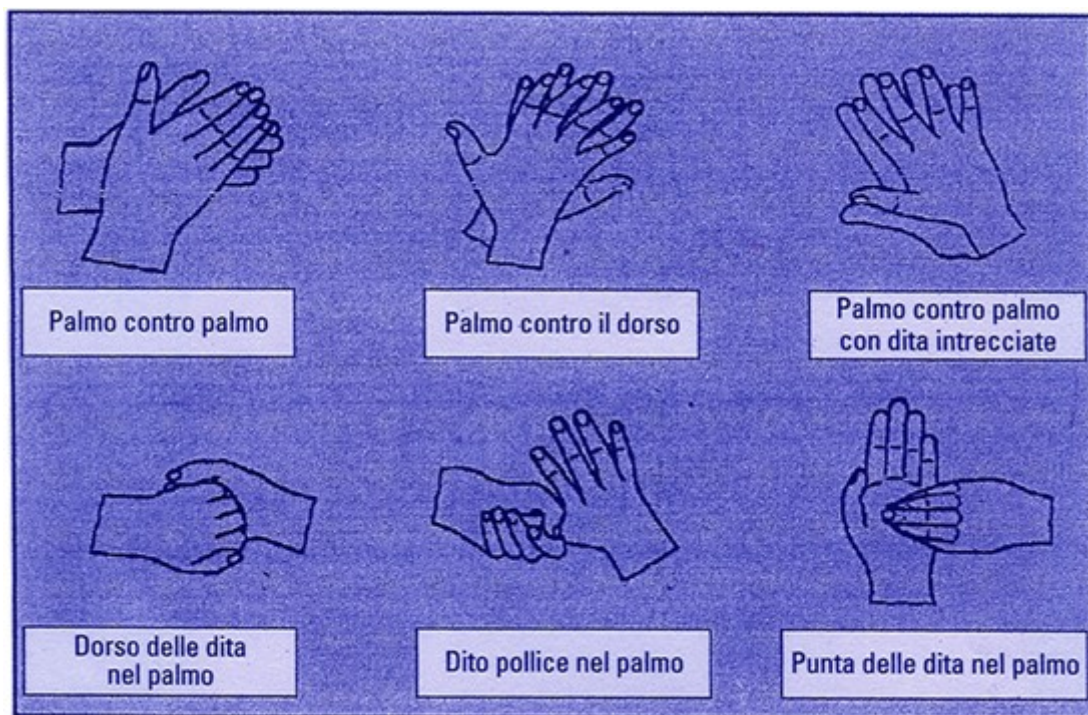 Palmo contro palmo
Palmo contro il dorso
Palmo contro palmo
con dita intrecciate
Dorso delle dita
nel palmo
Dito pollice nel palmo
Punta delle dita nel palmo